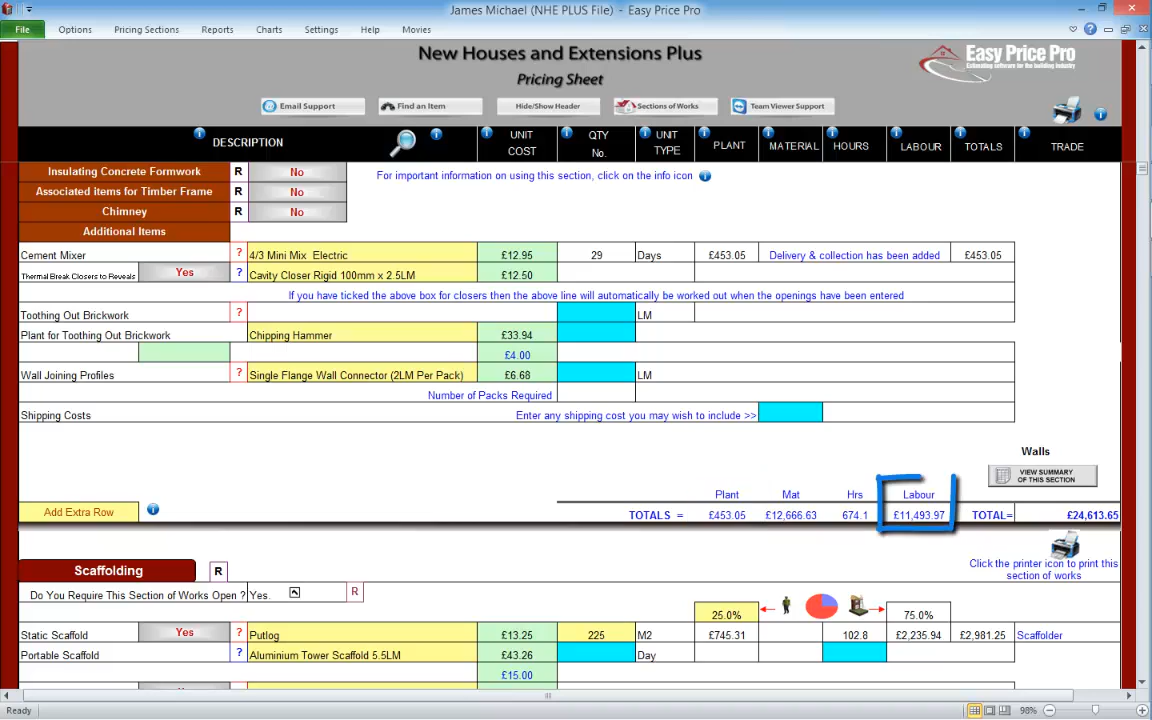 James Michael (NHE PLUS File) - Easy Price Pro
File Options Pricing Sections Reports Charts Settings Help Movies
New Houses and Extensions Plus
Pricing Sheet
Easy Price Pro
Estimating software for the building industry
Email Support Find an Item Hide/Show Header Sections of Works Team Viewer Support
DESCRIPTION UNIT COST QTY No. UNIT TYPE PLANT MATERIAL HOURS LABOUR TOTALS TRADE
Insulating Concrete Formwork R No For important information on using this section, click on the info icon
Associated items for Timber Frame R No
Chimney R No
Additional Items
Cement Mixer ? 4/3 Mini Mix Electric £12.95 29 Days £453.05 Delivery & collection has been added £453.05
Thermal Break Closers to Reveals Yes ? Cavity Closer Rigid 100mm x 2.5LM £12.50
If you have ticked the above box for closers then the above line will automatically be worked out when the openings have been entered
Toothing Out Brickwork ? LM
Plant for Toothing Out Brickwork Chipping Hammer £33.94
£4.00
Wall Joining Profiles ? Single Flange Wall Connector (2LM Per Pack) £6.68 LM
Number of Packs Required
Shipping Costs Enter any shipping cost you may wish to include >>
Walls
VIEW SUMMARY OF THIS SECTION
Plant Mat Hrs Labour
Add Extra Row TOTALS = £453.05 £12,666.63 674.1 £11,493.97 TOTAL= £24,613.65
Scaffolding R
Click the printer icon to print this section of works
Do You Require This Section of Works Open ? Yes. R
25.0% 75.0%
Static Scaffold Yes ? Putlog £13.25 225 M2 £745.31 102.8 £2,235.94 £2,981.25 Scaffolder
Portable Scaffold ? Aluminium Tower Scaffold 5.5LM £43.26 Day
£15.00
Ready 98%